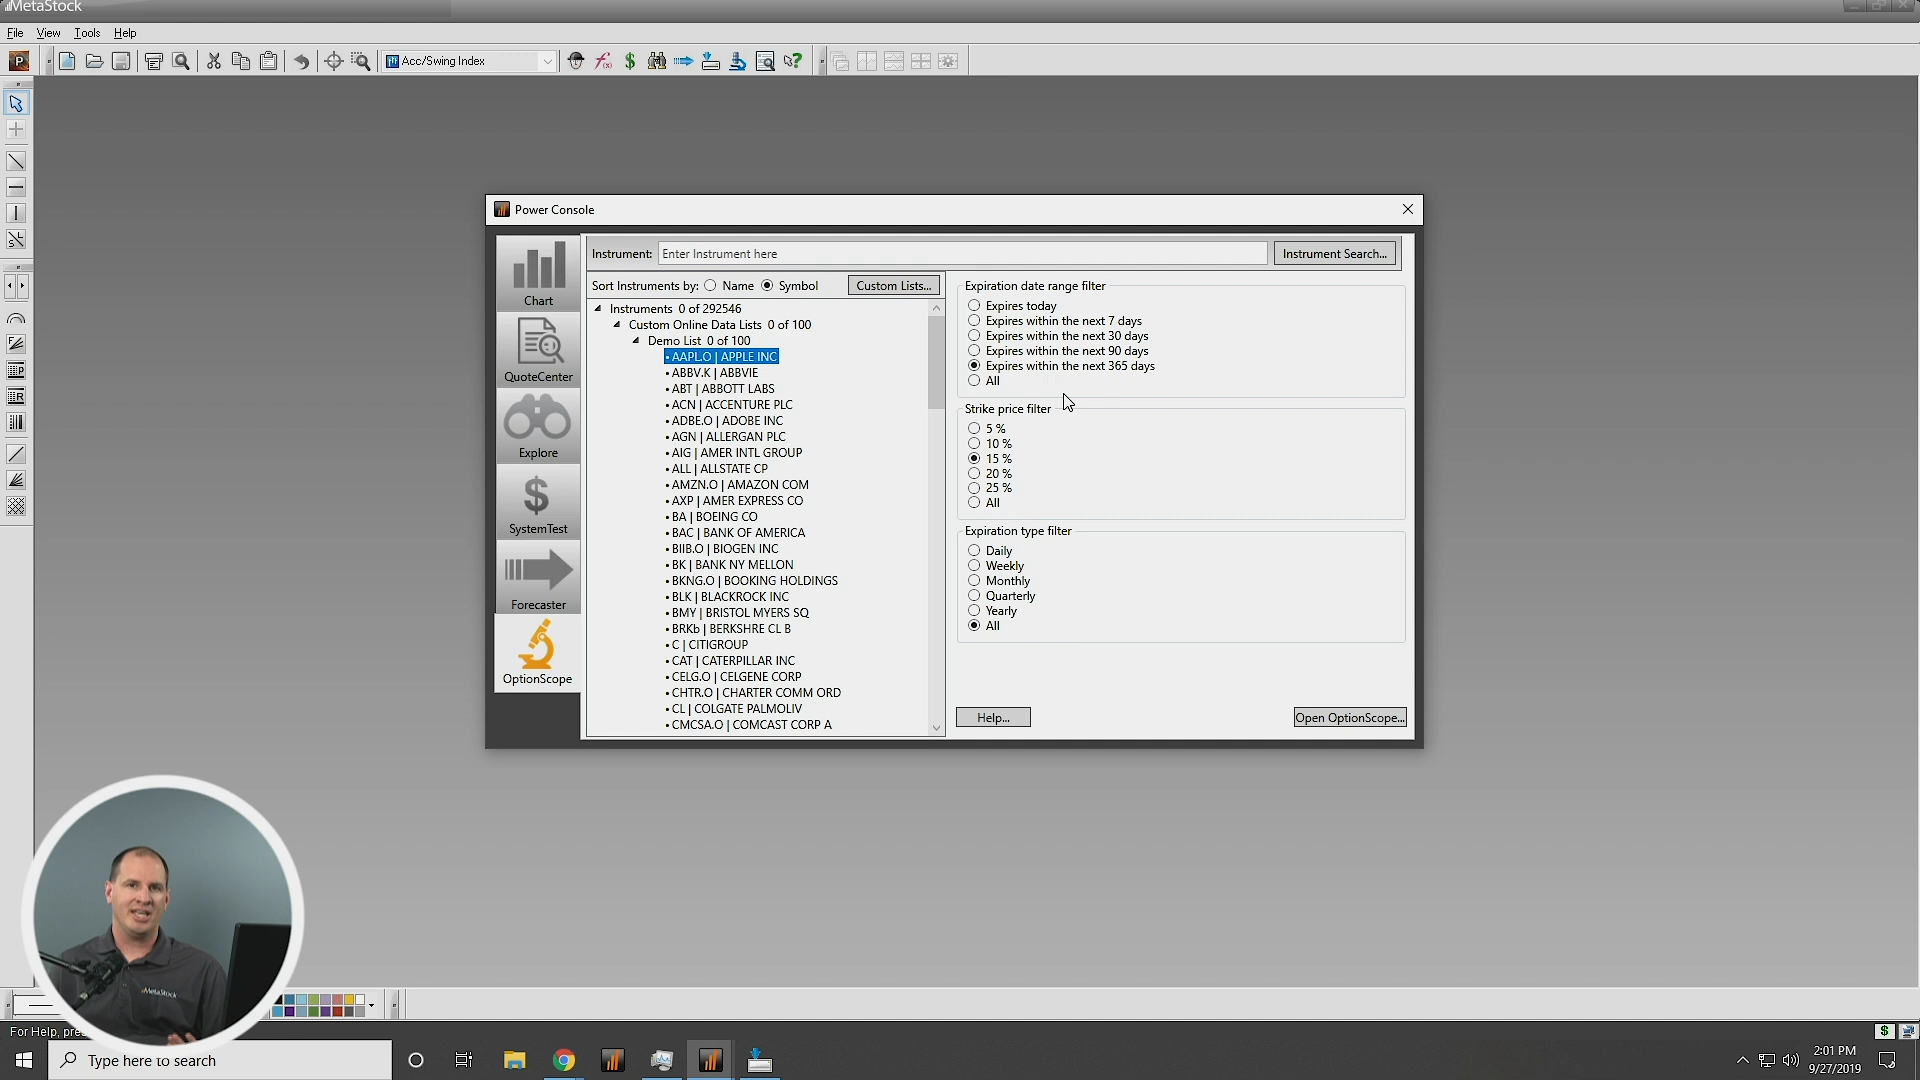 MetaStock
File View Tools Help
P
Acc/Swing Index
Power Console
Instrument: Enter Instrument here Instrument Search...
Sort Instruments by: Name Symbol Custom Lists...
Chart
QuoteCenter
Explore
SystemTest
Forecaster
OptionScope
Instruments 0 of 292546
Custom Online Data Lists 0 of 100
Demo List 0 of 100
AAPL.O | APPLE INC
ABBV.K | ABBVIE
ABT | ABBOTT LABS
ACN | ACCENTURE PLC
ADBE.O | ADOBE INC
AGN | ALLERGAN PLC
AIG | AMER INTL GROUP
ALL | ALLSTATE CP
AMZN.O | AMAZON COM
AXP | AMER EXPRESS CO
BA | BOEING CO
BAC | BANK OF AMERICA
BIIB.O | BIOGEN INC
BK | BANK NY MELLON
BKNG.O | BOOKING HOLDINGS
BLK | BLACKROCK INC
BMY | BRISTOL MYERS SQ
BRKb | BERKSHRE CL B
C | CITIGROUP
CAT | CATERPILLAR INC
CELG.O | CELGENE CORP
CHTR.O | CHARTER COMM ORD
CL | COLGATE PALMOLIV
CMCSA.O | COMCAST CORP A
Expiration date range filter
Expires today
Expires within the next 7 days
Expires within the next 30 days
Expires within the next 90 days
Expires within the next 365 days
All
Strike price filter
5 %
10 %
15 %
20 %
25 %
All
Expiration type filter
Daily
Weekly
Monthly
Quarterly
Yearly
All
Help... Open OptionScope...
MetaStock
For Help, pre
Type here to search
2:01 PM
9/27/2019